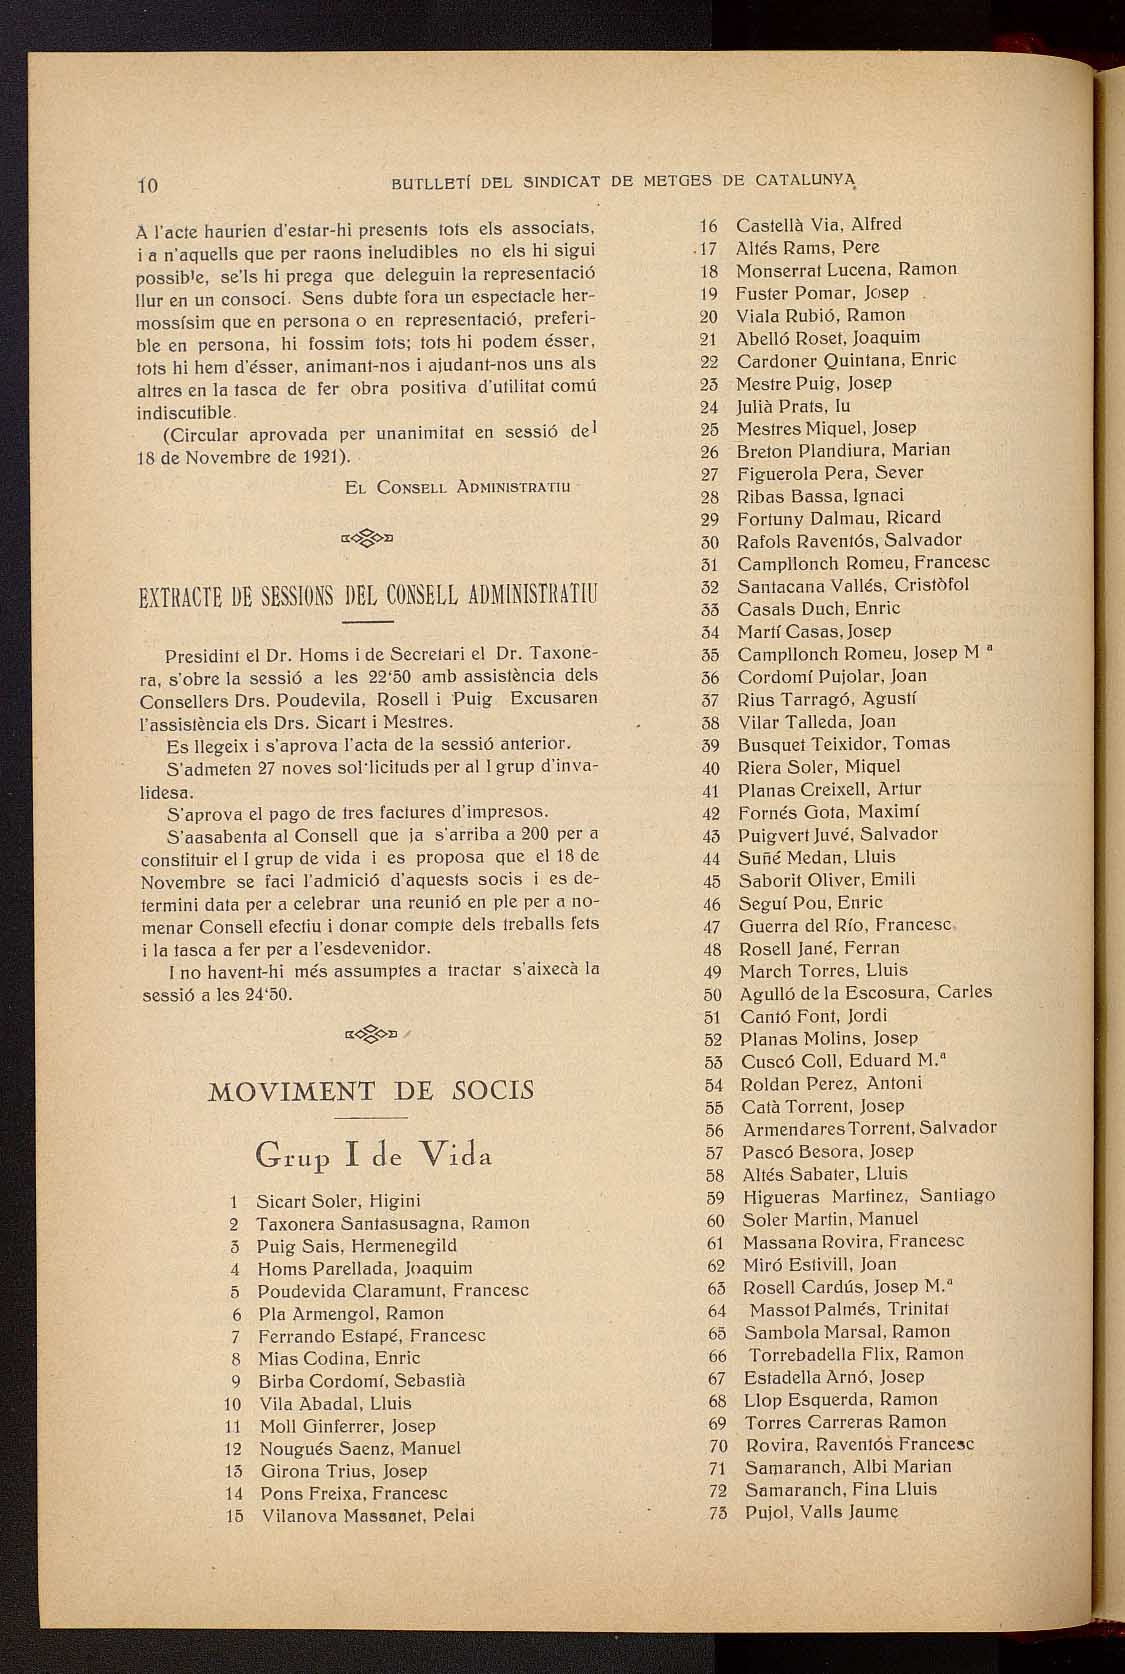 10
BUTLLETÍ DEL SINDICAT DE METGES DE CATALUNYA
A l'acte haurien d'estar-hi presents tots els associats,
i a n'aquells que per raons ineludibles no els hi sigui
possible, se'ls hi prega que deleguin la representació
llur en un consoci. Sens dubte fora un espectacle her-
mossíssim que en persona o en representació, preferi-
ble en persona, hi fossim tots; tots hi podem ésser,
tots hi hem d'ésser, animant-nos i ajudant-nos uns als
altres en la tasca de fer obra positiva d'utilitat comú
indiscutible.
(Circular aprovada per unanimitat en sessió del
18 de Novembre de 1921).
EL CONSELL ADMINISTRATIU
EXTRACTE DE SESSIONS DEL CONSELL ADMINISTRATIU
Presidint el Dr. Homs i de Secretari el Dr. Taxone-
ra, s'obre la sessió a les 22'50 amb assistència dels
Consellers Drs. Poudevila, Rosell i Puig Excusaren
l'assistència els Drs. Sicart i Mestres.
Es llegeix i s'aprova l'acta de la sessió anterior.
S'admeten 27 noves sol·licituds per al I grup d'inva-
lidesa.
S'aprova el pago de tres factures d'impresos.
S'aasabenta al Consell que ja s'arriba a 200 per a
constituir el I grup de vida i es proposa que el 18 de
Novembre se faci l'admició d'aquests socis i es de-
termini data per a celebrar una reunió en ple per a no-
menar Consell efectiu i donar compte dels treballs fets
i la tasca a fer per a l'esdevenidor.
I no havent-hi més assumptes a tractar s'aixecà la
sessió a les 24'50.
MOVIMENT DE SOCIS
Grup I de Vida
1 Sicart Soler, Higini
2 Taxonera Santasusagna, Ramon
3 Puig Sais, Hermenegild
4 Homs Parellada, Joaquim
5 Poudevida Claramunt, Francesc
6 Pla Armengol, Ramon
7 Ferrando Estapé, Francesc
8 Mias Codina, Enric
9 Birba Cordomí, Sebastià
10 Vila Abadal, Lluis
11 Moll Ginferrer, Josep
12 Nougués Saenz, Manuel
13 Girona Trius, Josep
14 Pons Freixa, Francesc
15 Vilanova Massanet, Pelai
16 Castellà Via, Alfred
17 Altés Rams, Pere
18 Monserrat Lucena, Ramon
19 Fuster Pomar, Josep
20 Viala Rubió, Ramon
21 Abelló Roset, Joaquim
22 Cardoner Quintana, Enric
23 Mestre Puig, Josep
24 Julià Prats, Iu
25 Mestres Miquel, Josep
26 Breton Plandiura, Marian
27 Figuerola Pera, Sever
28 Ribas Bassa, Ignaci
29 Fortuny Dalmau, Ricard
30 Rafols Raventós, Salvador
31 Campllonch Romeu, Francesc
32 Santacana Vallés, Cristòfol
33 Casals Duch, Enric
34 Martí Casas, Josep
35 Campllonch Romeu, Josep M ª
36 Cordomí Pujolar, Joan
37 Rius Tarragó, Agustí
38 Vilar Talleda, Joan
39 Busquet Teixidor, Tomas
40 Riera Soler, Miquel
41 Planas Creixell, Artur
42 Fornés Gota, Maximí
43 Puigvert Juvé, Salvador
44 Suñé Medan, Lluis
45 Saborit Oliver, Emili
46 Seguí Pou, Enric
47 Guerra del Río, Francesc
48 Rosell Jané, Ferran
49 March Torres, Lluis
50 Agulló de la Escosura, Carles
51 Cantó Font, Jordi
52 Planas Molins, Josep
53 Cuscó Coll, Eduard M.ª
54 Roldan Perez, Antoni
55 Catà Torrent, Josep
56 Armendares Torrent, Salvador
57 Pascó Besora, Josep
58 Altés Sabater, Lluis
59 Higueras Martinez, Santiago
60 Soler Martin, Manuel
61 Massana Rovira, Francesc
62 Miró Estivill, Joan
63 Rosell Cardús, Josep M.ª
64 Massot Palmés, Trinitat
65 Sambola Marsal, Ramon
66 Torrebadella Flix, Ramon
67 Estadella Arnó, Josep
68 Llop Esquerda, Ramon
69 Torres Carreras Ramon
70 Rovira, Raventós Francesc
71 Samaranch, Albi Marian
72 Samaranch, Fina Lluis
73 Pujol, Valls Jaume